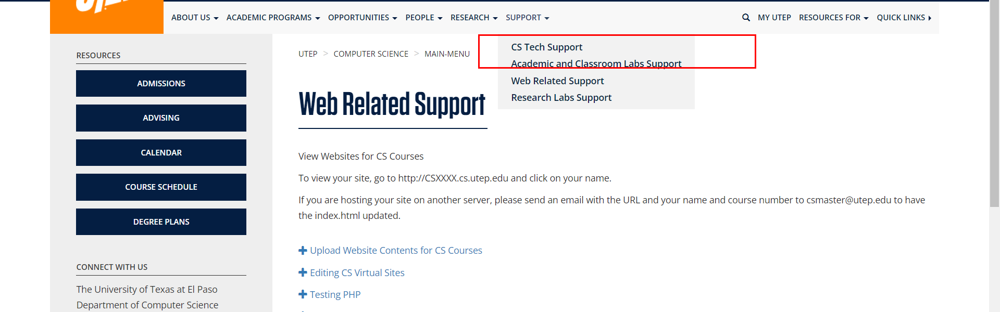 ABOUT US ACADEMIC PROGRAMS OPPORTUNITIES PEOPLE RESEARCH SUPPORT MY UTEP RESOURCES FOR QUICK LINKS
CS Tech Support
Academic and Classroom Labs Support
Web Related Support
Research Labs Support
RESOURCES
ADMISSIONS
ADVISING
CALENDAR
COURSE SCHEDULE
DEGREE PLANS
CONNECT WITH US
The University of Texas at El Paso
Department of Computer Science
UTEP > COMPUTER SCIENCE > MAIN-MENU
Web Related Support
View Websites for CS Courses
To view your site, go to http://CSXXXX.cs.utep.edu and click on your name.
If you are hosting your site on another server, please send an email with the URL and your name and course number to csmaster@utep.edu to have
the index.html updated.
Upload Website Contents for CS Courses
Editing CS Virtual Sites
Testing PHP